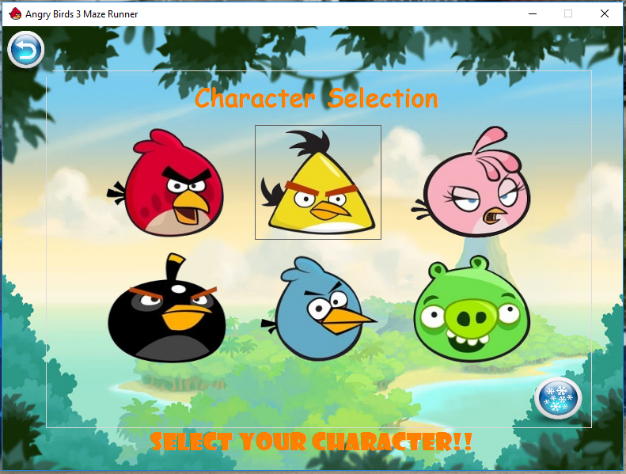 Angry Birds 3 Maze Runner
Character Selection
SELECT YOUR CHARACTER!!